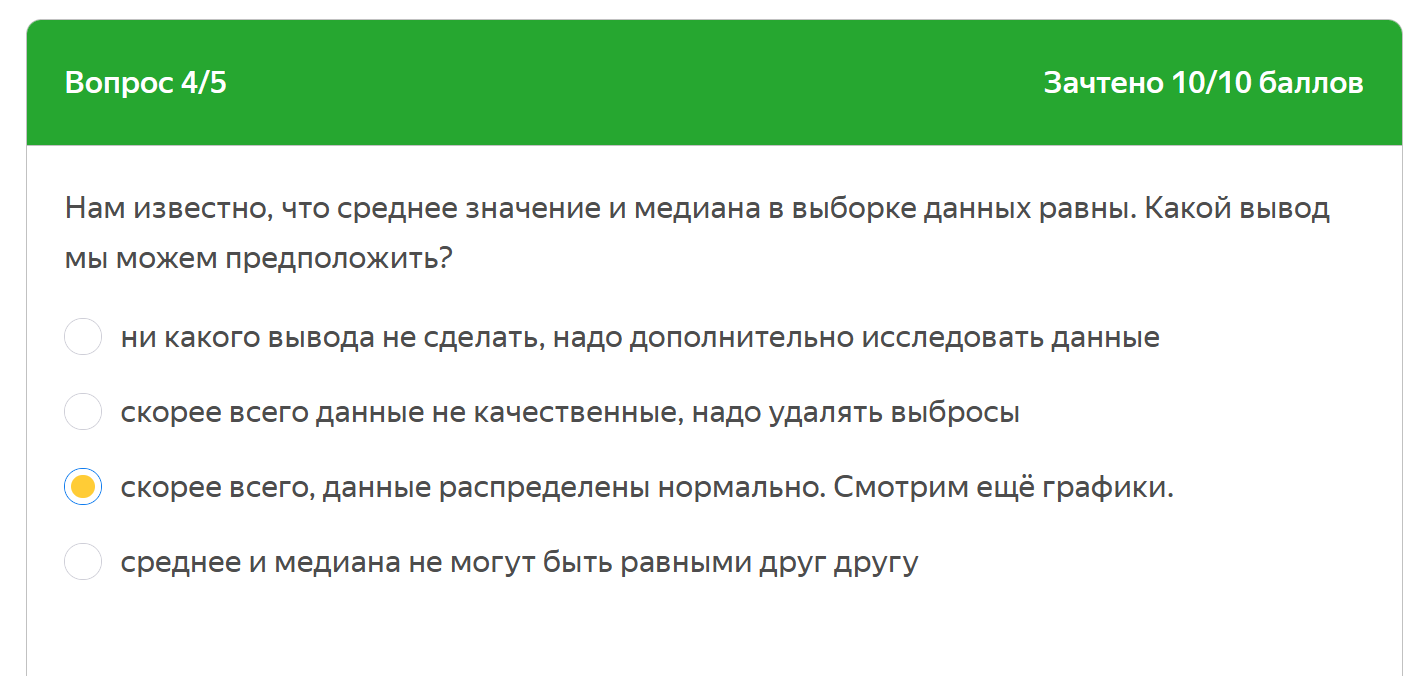 Вопрос 4/5
Зачтено 10/10 баллов
Нам известно, что среднее значение и медиана в выборке данных равны. Какой вывод
мы можем предположить?
ни какого вывода не сделать, надо дополнительно исследовать данные
скорее всего данные не качественные, надо удалять выбросы
скорее всего, данные распределены нормально. Смотрим ещё графики.
среднее и медиана не могут быть равными друг другу